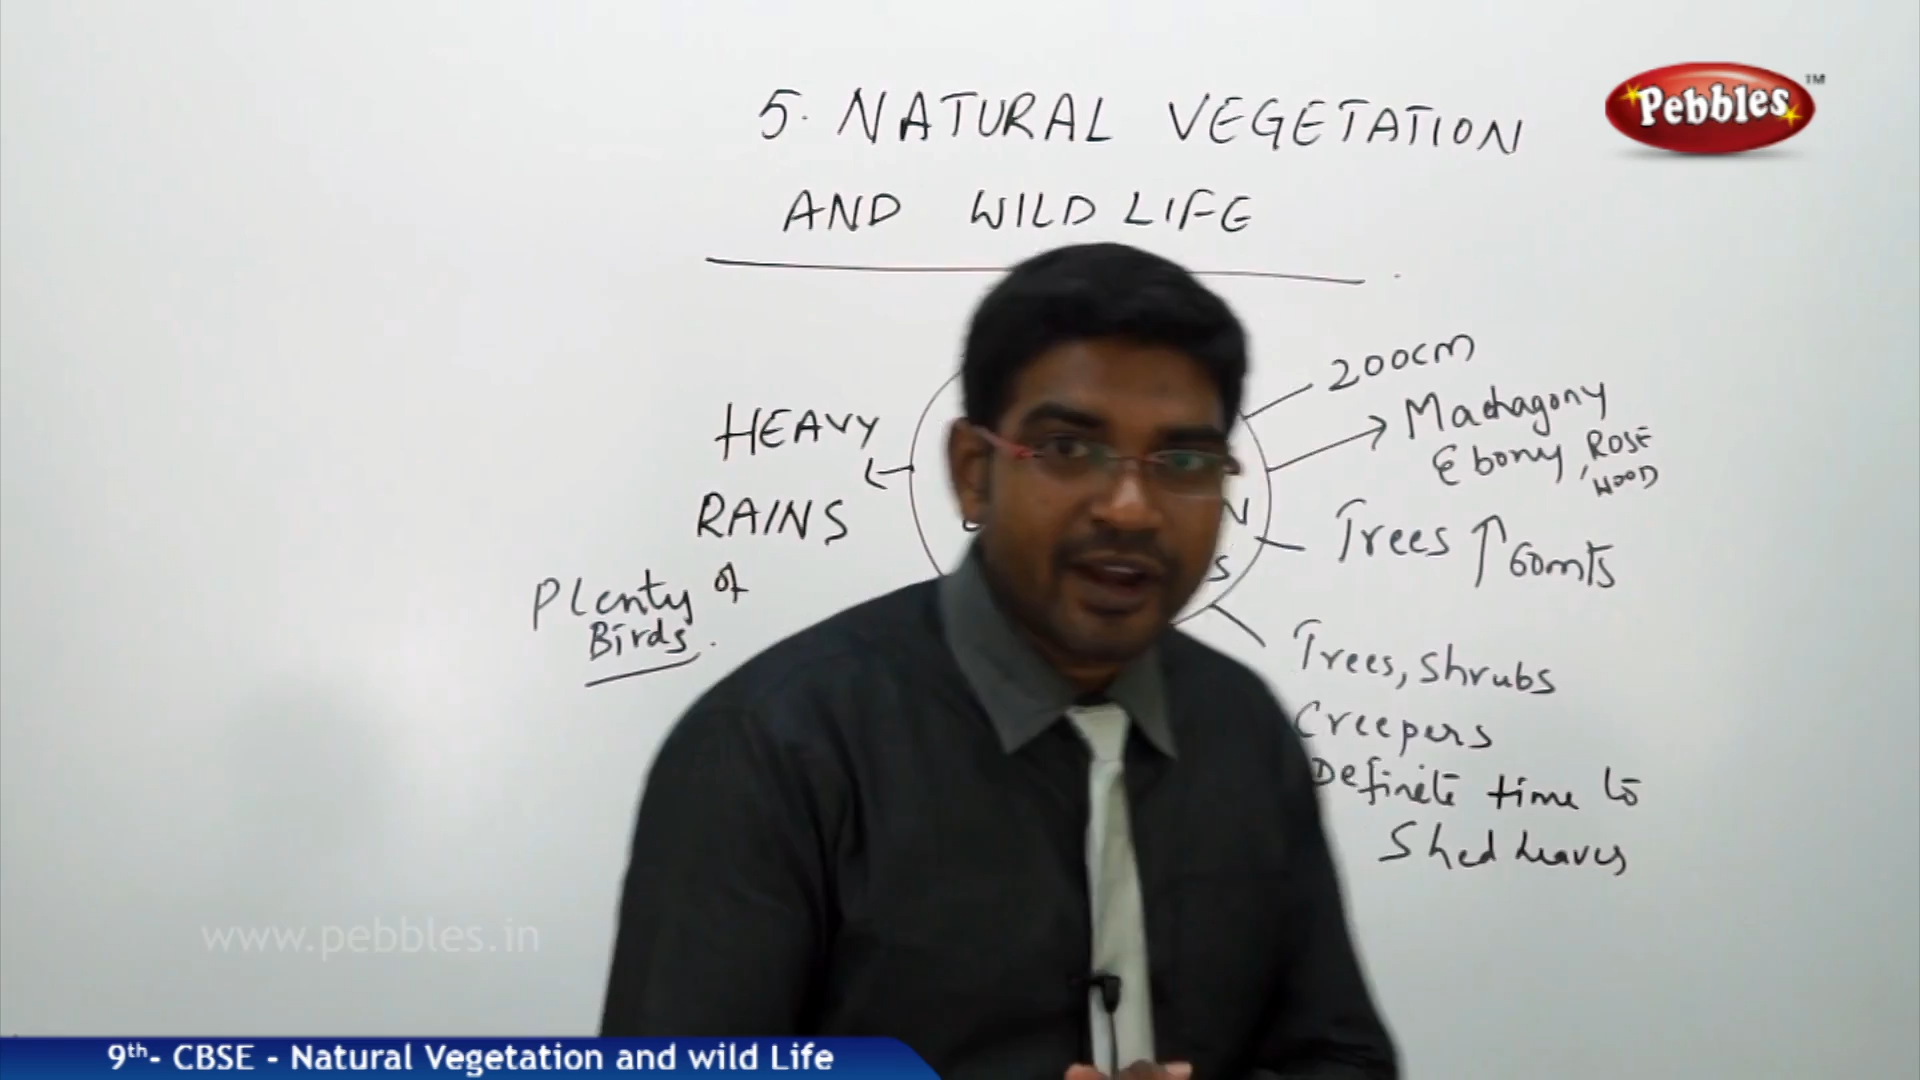 5. NATURAL VEGETATION
AND WILD LIFE
Pebbles TM
HEAVY
RAINS
Plenty of
Birds.
200cm
Machagony
Ebony, ROSE
WOOD
N
S
Trees ↑ 60mts
Trees, Shrubs
Creepers
Definite time to
Shed leaves
www.pebbles.in
9th- CBSE - Natural Vegetation and wild Life